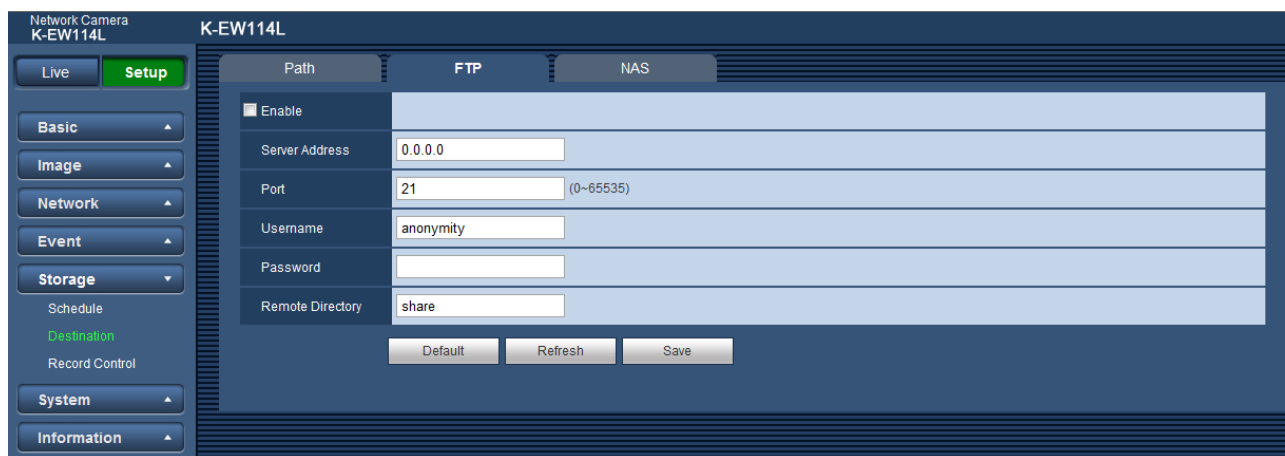 Network Camera
K-EW114L
K-EW114L
Live Setup
Basic
Image
Network
Event
Storage
Schedule
Destination
Record Control
System
Information
Path FTP NAS
Enable
Server Address 0.0.0.0
Port 21 (0~65535)
Username anonymity
Password
Remote Directory share
Default Refresh Save